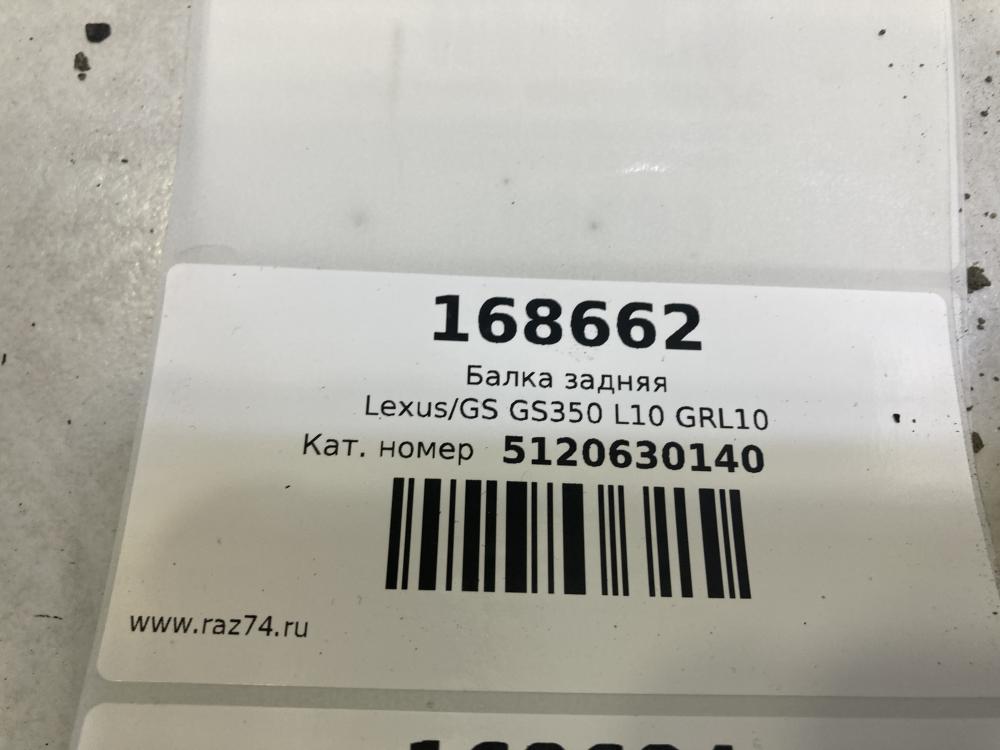 168662
Балка задняя
Lexus/GS GS350 L10 GRL10
Кат. номер 5120630140
www.raz74.ru